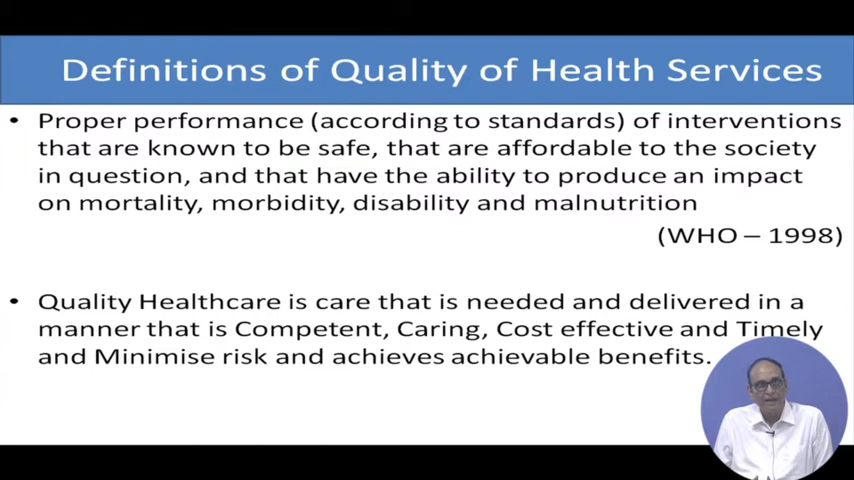 Definitions of Quality of Health Services
• Proper performance (according to standards) of interventions
that are known to be safe, that are affordable to the society
in question, and that have the ability to produce an impact
on mortality, morbidity, disability and malnutrition
(WHO – 1998)
• Quality Healthcare is care that is needed and delivered in a
manner that is Competent, Caring, Cost effective and Timely
and Minimise risk and achieves achievable benefits.